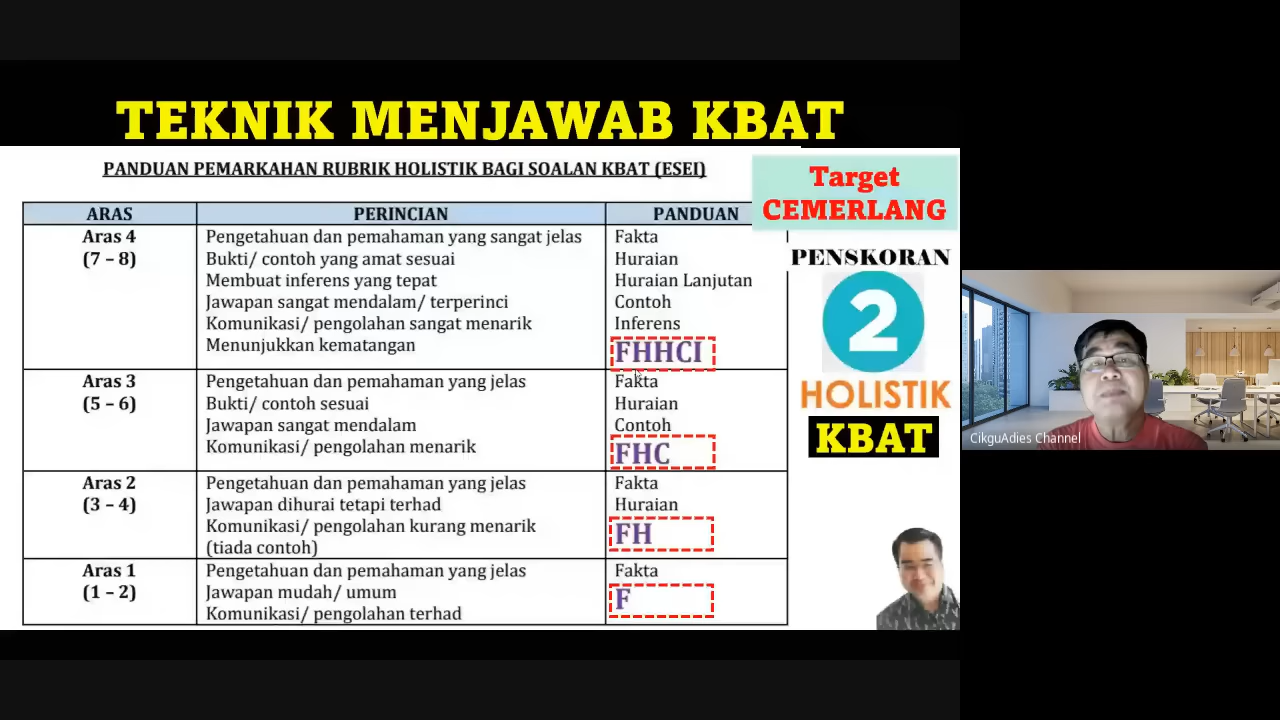 TEKNIK MENJAWAB KBAT
PANDUAN PEMARKAHAN RUBRIK HOLISTIK BAGI SOALAN KBAT (ESEI)
Target
CEMERLANG
ARAS PERINCIAN PANDUAN
Aras 4
(7 – 8)
Pengetahuan dan pemahaman yang sangat jelas
Bukti/ contoh yang amat sesuai
Membuat inferens yang tepat
Jawapan sangat mendalam/ terperinci
Komunikasi/ pengolahan sangat menarik
Menunjukkan kematangan
Fakta
Huraian
Huraian Lanjutan
Contoh
Inferens
FHHCI
Aras 3
(5 – 6)
Pengetahuan dan pemahaman yang jelas
Bukti/ contoh sesuai
Jawapan sangat mendalam
Komunikasi/ pengolahan menarik
Fakta
Huraian
Contoh
FHC
Aras 2
(3 – 4)
Pengetahuan dan pemahaman yang jelas
Jawapan dihurai tetapi terhad
Komunikasi/ pengolahan kurang menarik
(tiada contoh)
Fakta
Huraian
FH
Aras 1
(1 – 2)
Pengetahuan dan pemahaman yang jelas
Jawapan mudah/ umum
Komunikasi/ pengolahan terhad
Fakta
F
PENSKORAN
2
HOLISTIK
KBAT
CikguAdies Channel